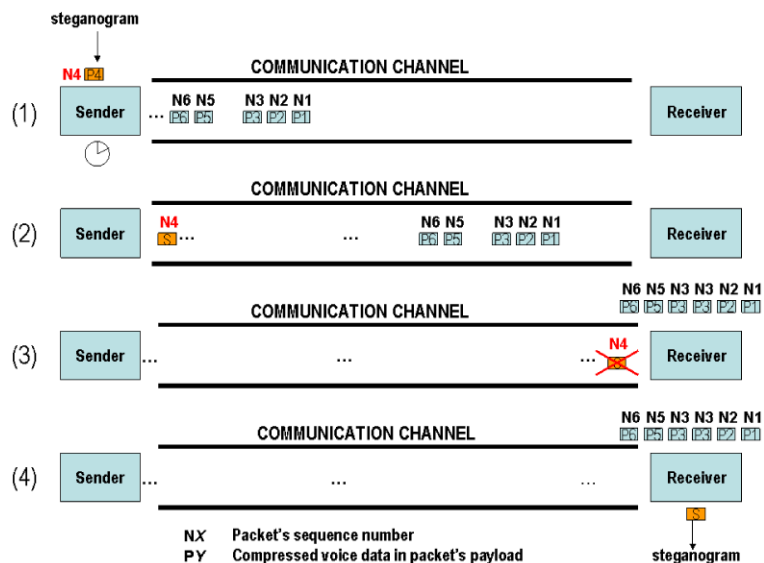 steganogram
N4 P4
COMMUNICATION CHANNEL
N6 N5 N3 N2 N1
(1) Sender ... P6 P5 P3 P2 P1 Receiver
COMMUNICATION CHANNEL
N4 N6 N5 N3 N2 N1
(2) Sender S ... ... P6 P5 P3 P2 P1 Receiver
N6 N5 N3 N3 N2 N1
COMMUNICATION CHANNEL P6 P5 P3 P3 P2 P1
N4
(3) Sender ... ... ... Receiver
N6 N5 N3 N3 N2 N1
COMMUNICATION CHANNEL P6 P5 P3 P3 P2 P1
(4) Sender ... ... ... Receiver
S
NX Packet's sequence number
PY Compressed voice data in packet's payload steganogram